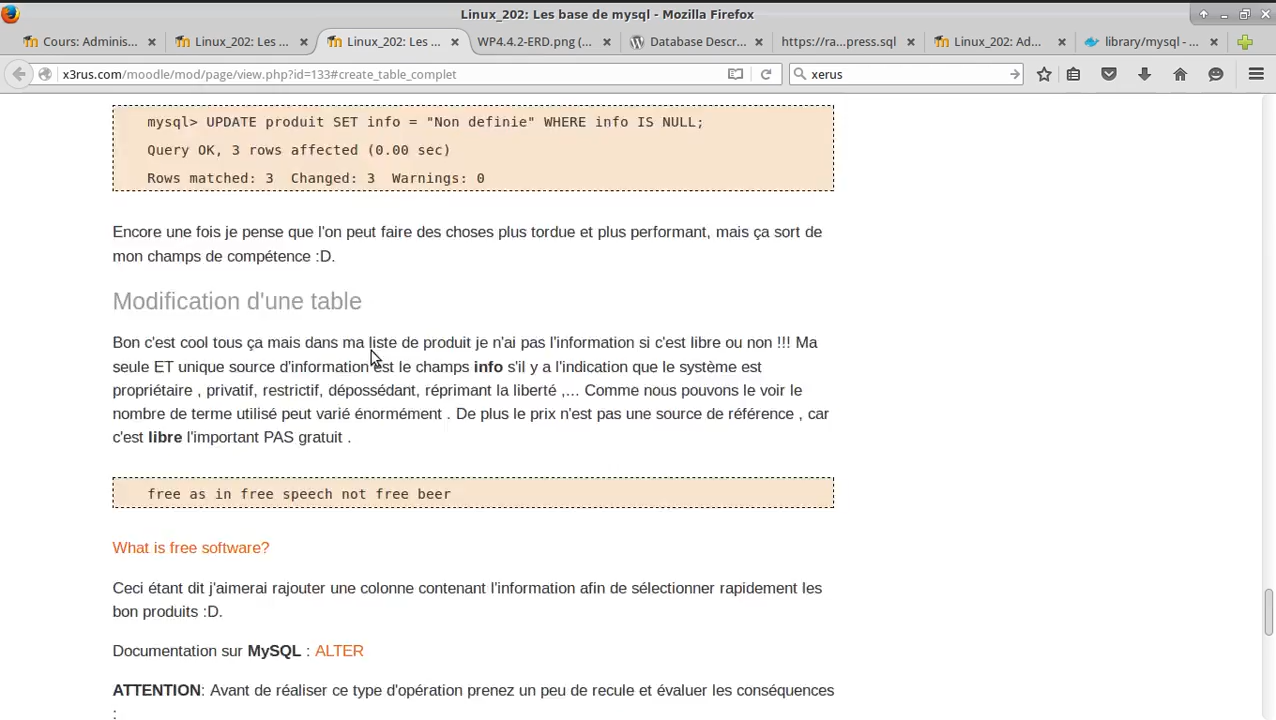 Linux_202: Les base de mysql - Mozilla Firefox
Cours: Adminis...
Linux_202: Les ...
Linux_202: Les ...
WP4.4.2-ERD.png (...
Database Descr...
https://ra...press.sql
Linux_202: Ad...
library/mysql - ...
x3rus.com/moodle/mod/page/view.php?id=133#create_table_complet
xerus
mysql> UPDATE produit SET info = "Non definie" WHERE info IS NULL;
Query OK, 3 rows affected (0.00 sec)
Rows matched: 3  Changed: 3  Warnings: 0
Encore une fois je pense que l'on peut faire des choses plus tordue et plus performant, mais ça sort de
mon champs de compétence :D.
Modification d'une table
Bon c'est cool tous ça mais dans ma liste de produit je n'ai pas l'information si c'est libre ou non !!! Ma
seule ET unique source d'information est le champs info s'il y a l'indication que le système est
propriétaire , privatif, restrictif, dépossédant, réprimant la liberté ,... Comme nous pouvons le voir le
nombre de terme utilisé peut varié énormément . De plus le prix n'est pas une source de référence , car
c'est libre l'important PAS gratuit .
free as in free speech not free beer
What is free software?
Ceci étant dit j'aimerai rajouter une colonne contenant l'information afin de sélectionner rapidement les
bon produits :D.
Documentation sur MySQL : ALTER
ATTENTION: Avant de réaliser ce type d'opération prenez un peu de recule et évaluer les conséquences
: